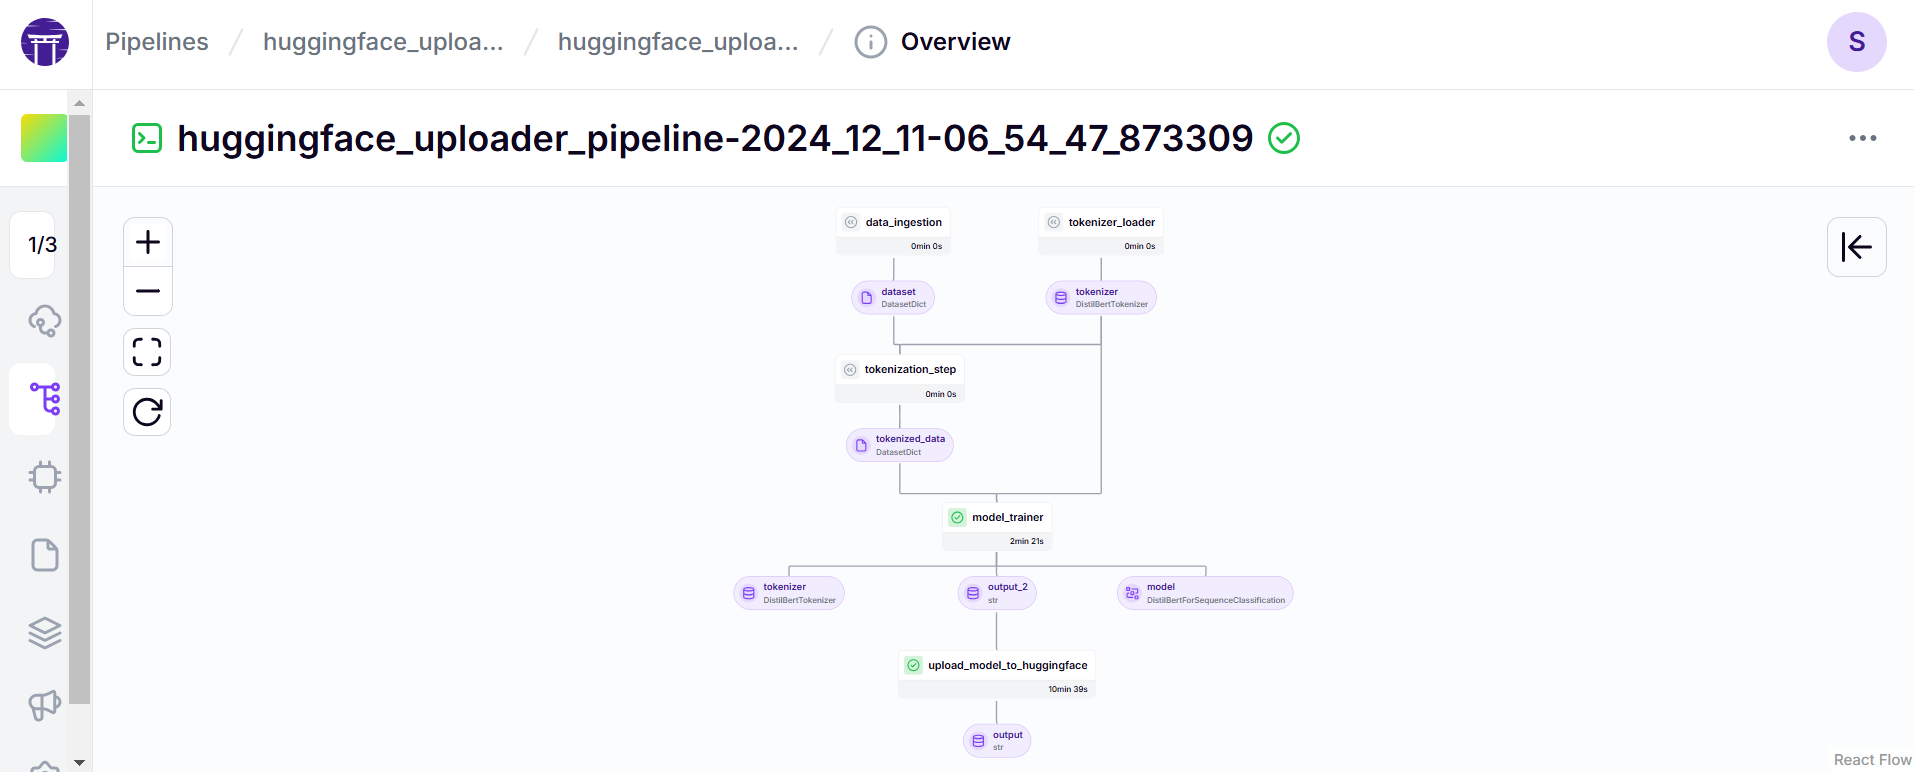 Pipelines / huggingface_uploa... / huggingface_uploa... / Overview
S
huggingface_uploader_pipeline-2024_12_11-06_54_47_873309
1/3
data_ingestion
0min 0s
tokenizer_loader
0min 0s
dataset
DatasetDict
tokenizer
DistilBertTokenizer
tokenization_step
0min 0s
tokenized_data
DatasetDict
model_trainer
2min 21s
tokenizer
DistilBertTokenizer
output_2
str
model
DistilBertForSequenceClassification
upload_model_to_huggingface
10min 39s
output
str
React Flow